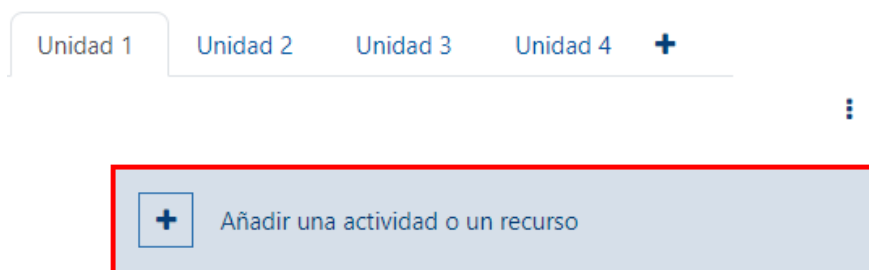 Unidad 1 Unidad 2 Unidad 3 Unidad 4 +
+ Añadir una actividad o un recurso